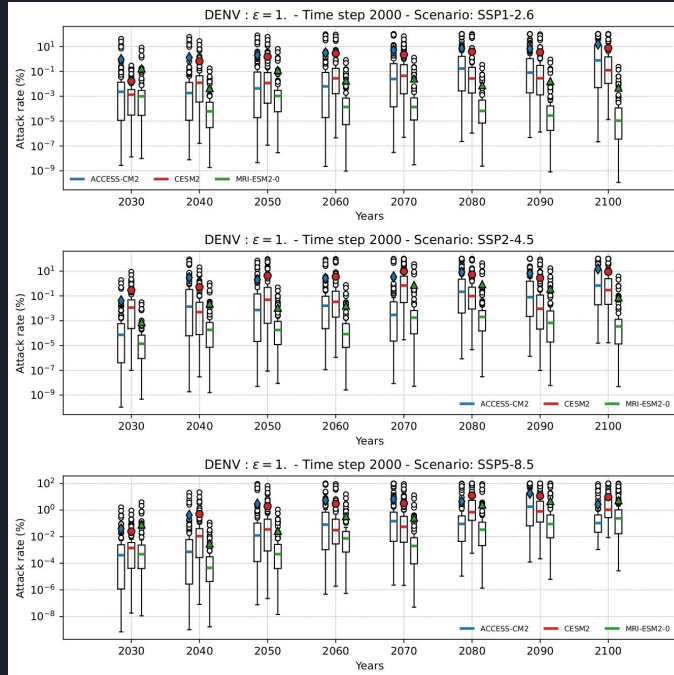 DENV : ε = 1. - Time step 2000 - Scenario: SSP1-2.6
Attack rate (%)
10¹
10⁻¹
10⁻³
10⁻⁵
10⁻⁷
10⁻⁹
ACCESS-CM2 CESM2 MRI-ESM2-0
2030 2040 2050 2060 2070 2080 2090 2100
Years
DENV : ε = 1. - Time step 2000 - Scenario: SSP2-4.5
Attack rate (%)
10¹
10⁻¹
10⁻³
10⁻⁵
10⁻⁷
10⁻⁹
ACCESS-CM2 CESM2 MRI-ESM2-0
2030 2040 2050 2060 2070 2080 2090 2100
Years
DENV : ε = 1. - Time step 2000 - Scenario: SSP5-8.5
Attack rate (%)
10²
10⁰
10⁻²
10⁻⁴
10⁻⁶
10⁻⁸
ACCESS-CM2 CESM2 MRI-ESM2-0
2030 2040 2050 2060 2070 2080 2090 2100
Years